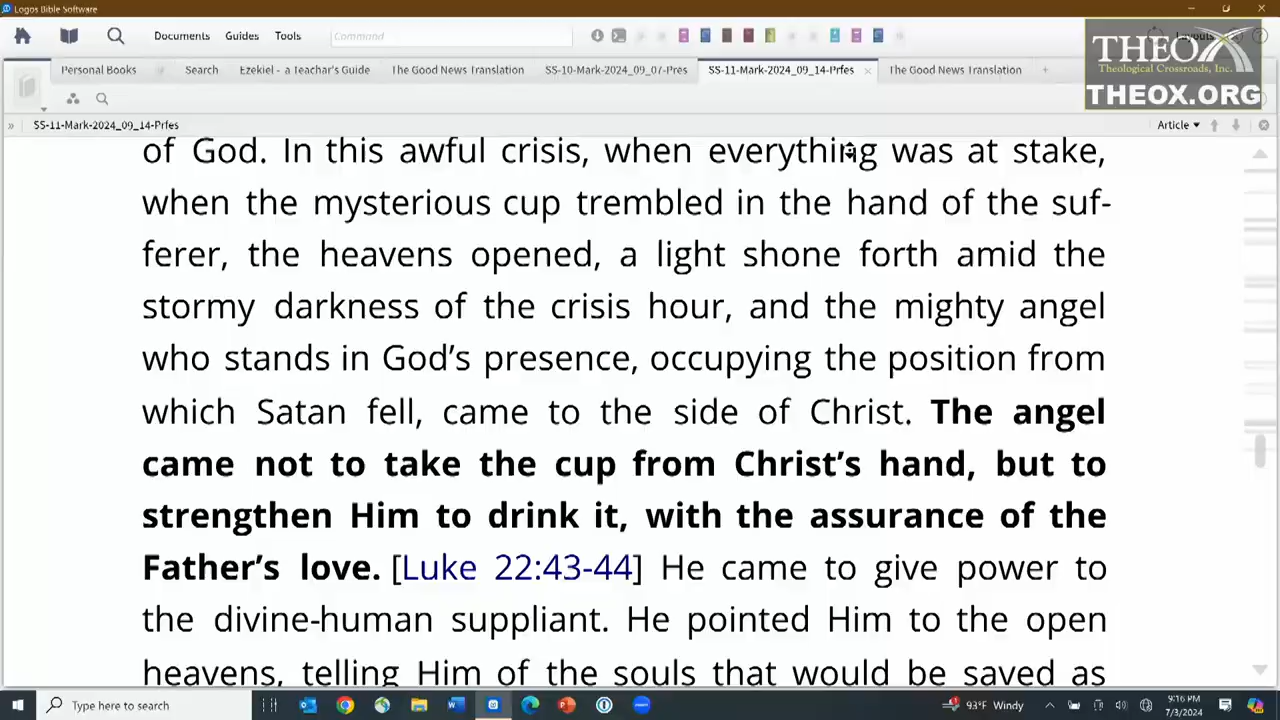 Logos Bible Software
Documents Guides Tools Command Layouts
THEOX
Theological Crossroads, Inc.
THEOX.ORG
Personal Books Search Ezekiel - a Teacher's Guide SS-10-Mark-2024_09_07-Pres SS-11-Mark-2024_09_14-Prfes The Good News Translation
SS-11-Mark-2024_09_14-Prfes Article
of God. In this awful crisis, when everything was at stake,
when the mysterious cup trembled in the hand of the suf-
ferer, the heavens opened, a light shone forth amid the
stormy darkness of the crisis hour, and the mighty angel
who stands in God's presence, occupying the position from
which Satan fell, came to the side of Christ. The angel
came not to take the cup from Christ's hand, but to
strengthen Him to drink it, with the assurance of the
Father's love. [Luke 22:43-44] He came to give power to
the divine-human suppliant. He pointed Him to the open
heavens, telling Him of the souls that would be saved as
Type here to search 93°F Windy 9:16 PM
7/3/2024